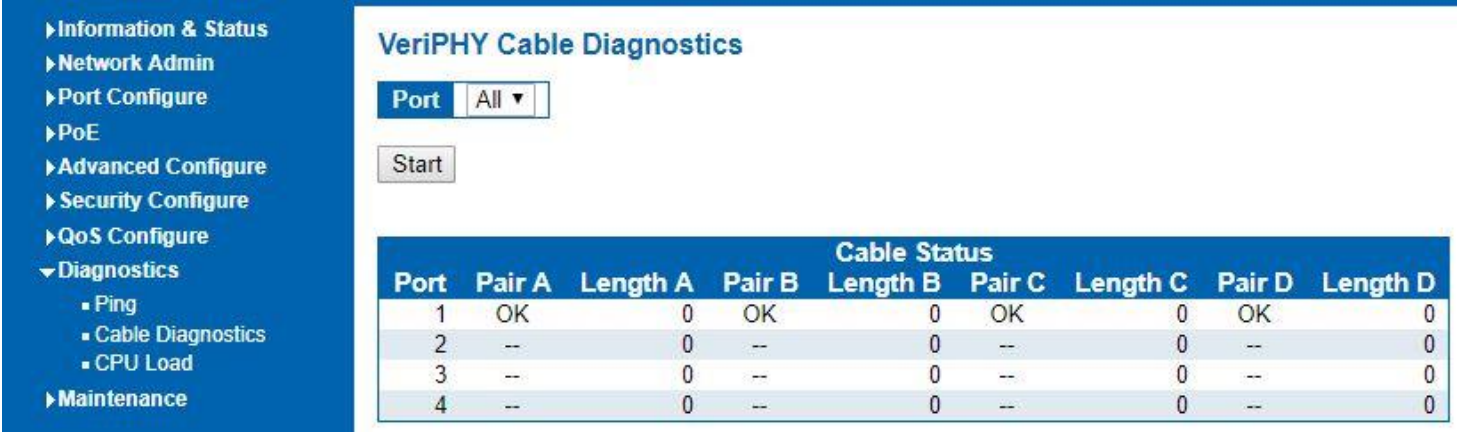 Information & Status
Network Admin
Port Configure
PoE
Advanced Configure
Security Configure
QoS Configure
Diagnostics
Ping
Cable Diagnostics
CPU Load
Maintenance
VeriPHY Cable Diagnostics
Port All
Start
Cable Status
Port Pair A Length A Pair B Length B Pair C Length C Pair D Length D
1 OK 0 OK 0 OK 0 OK 0
2 -- 0 -- 0 -- 0 -- 0
3 -- 0 -- 0 -- 0 -- 0
4 -- 0 -- 0 -- 0 -- 0